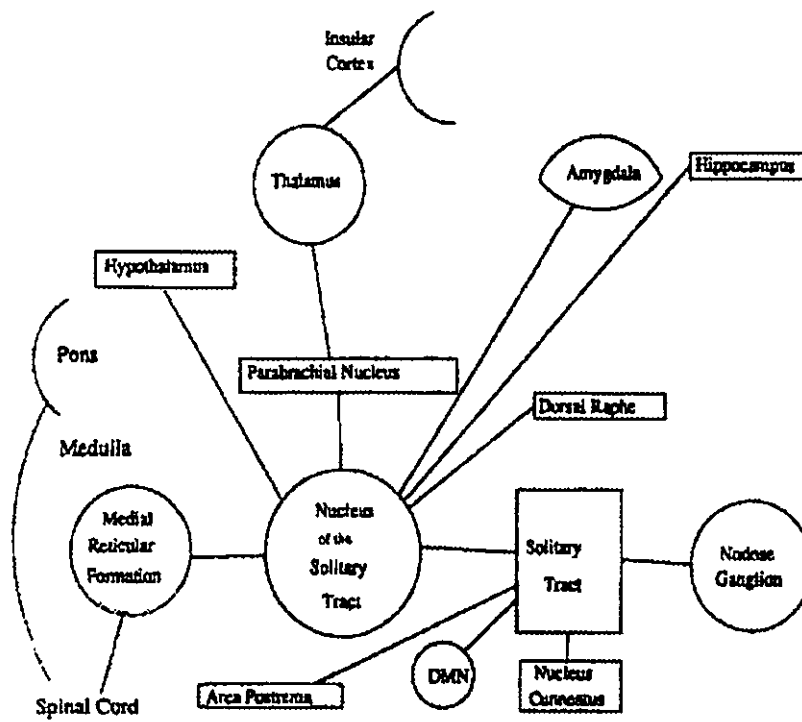 Insular
Cortex
Thalamus
Amygdala
Hippocampus
Hypothalamus
Pons
Parabrachial Nucleus
Dorsal Raphe
Medulla
Medial
Reticular
Formation
Nucleus
of the
Solitary
Tract
Solitary
Tract
Nodose
Ganglion
Spinal Cord
Area Postrema
DMN
Nucleus
Cunneatus